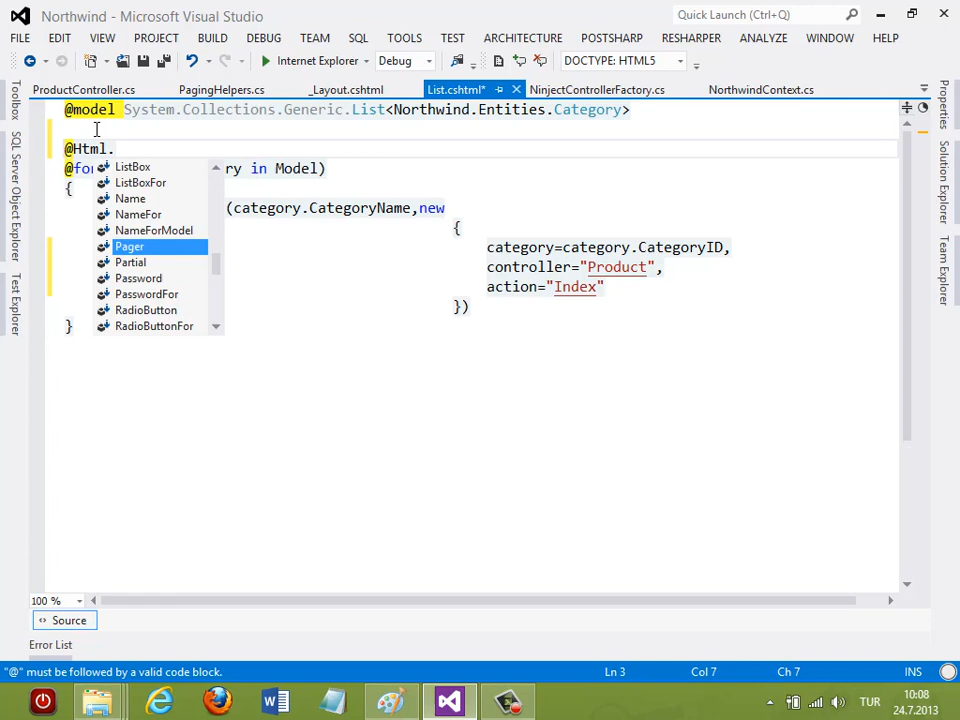 Northwind - Microsoft Visual Studio
Quick Launch (Ctrl+Q)
FILE EDIT VIEW PROJECT BUILD DEBUG TEAM SQL TOOLS TEST ARCHITECTURE POSTSHARP RESHARPER ANALYZE WINDOW HELP
Internet Explorer Debug DOCTYPE: HTML5
ProductController.cs PagingHelpers.cs _Layout.cshtml List.cshtml* NinjectControllerFactory.cs NorthwindContext.cs
Toolbox
SQL Server Object Explorer
Test Explorer
@model System.Collections.Generic.List<Northwind.Entities.Category>
@Html.
@for ry in Model)
{
(category.CategoryName,new
{
category=category.CategoryID,
controller="Product",
action="Index"
})
}
ListBox
ListBoxFor
Name
NameFor
NameForModel
Pager
Partial
Password
PasswordFor
RadioButton
RadioButtonFor
Properties
Solution Explorer
Team Explorer
100 %
Source
Error List
"@" must be followed by a valid code block. Ln 3 Col 7 Ch 7 INS
TUR
10:08
24.7.2013